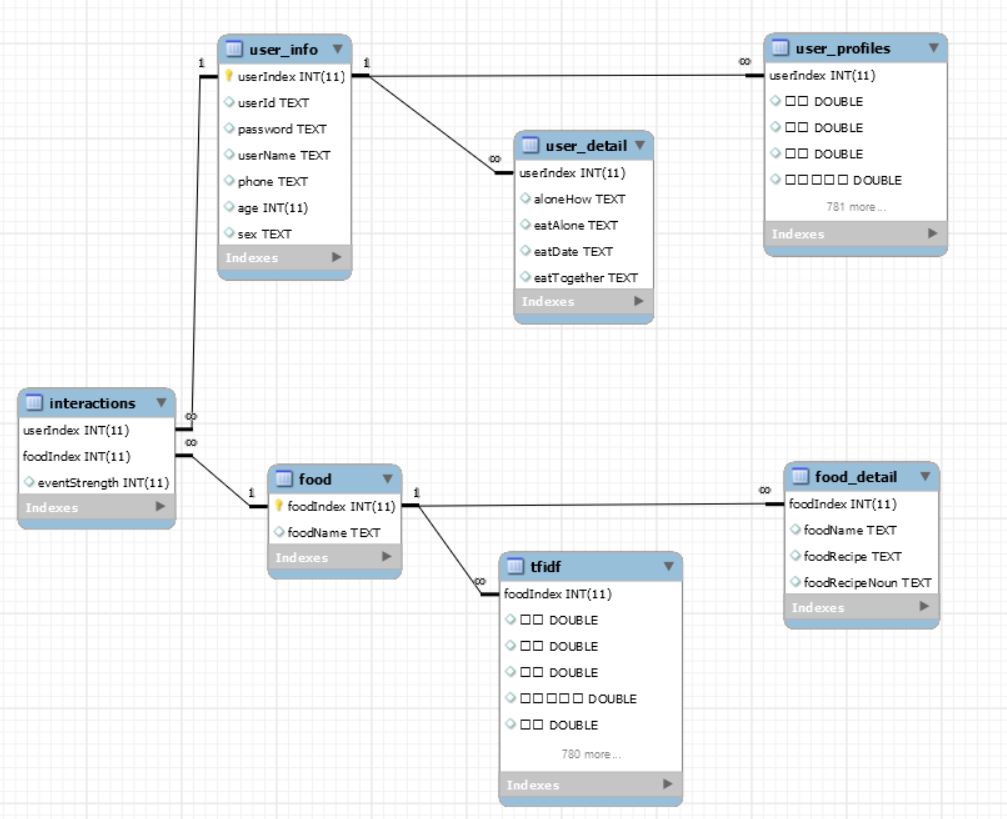 user_info
1
userIndex INT(11)
1
userId TEXT
password TEXT
userName TEXT
phone TEXT
age INT(11)
sex TEXT
Indexes
∞
user_profiles
userIndex INT(11)
□□ DOUBLE
□□ DOUBLE
□□ DOUBLE
□□□□□ DOUBLE
781 more...
Indexes
∞
user_detail
userIndex INT(11)
aloneHow TEXT
eatAlone TEXT
eatDate TEXT
eatTogether TEXT
Indexes
interactions
userIndex INT(11)
∞
foodIndex INT(11)
∞
eventStrength INT(11)
Indexes
1
food
foodIndex INT(11)
1
foodName TEXT
Indexes
∞
food_detail
foodIndex INT(11)
foodName TEXT
foodRecipe TEXT
foodRecipeNoun TEXT
Indexes
∞
tfidf
foodIndex INT(11)
□□ DOUBLE
□□ DOUBLE
□□ DOUBLE
□□□□□ DOUBLE
□□ DOUBLE
780 more...
Indexes